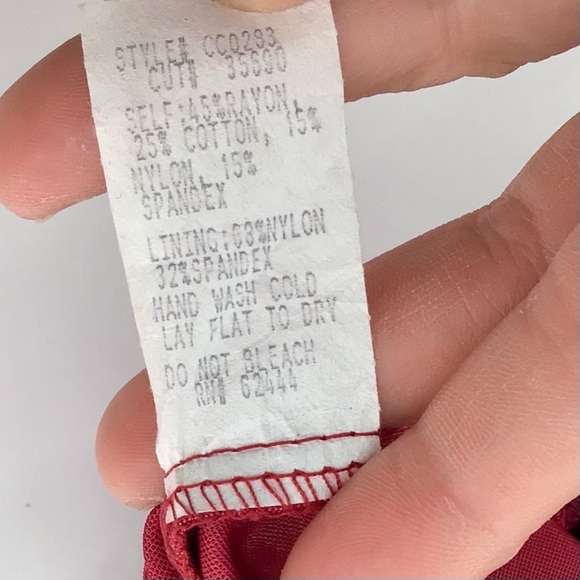 STYLE# CC0283
CUT# 35690
SELF:45%RAYON,
25% COTTON, 15%
NYLON, 15%
SPANDEX
LINING:68%NYLON
32%SPANDEX
HAND WASH COLD
LAY FLAT TO DRY
DO NOT BLEACH
RN# 62444